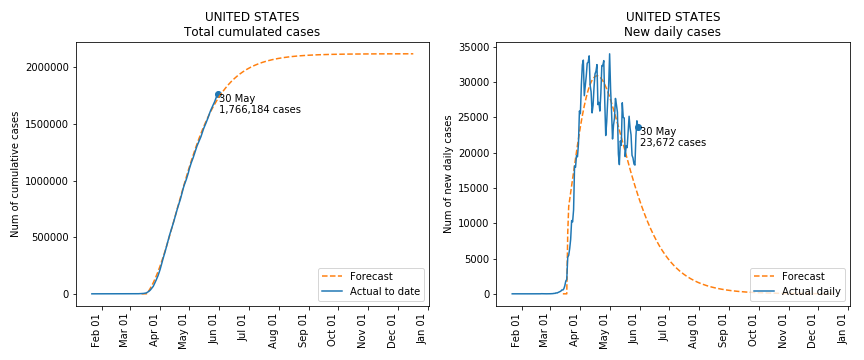 UNITED STATES
Total cumulated cases
Num of cumulative cases
2000000
1500000
1000000
500000
0
30 May
1,766,184 cases
Forecast
Actual to date
Feb 01
Mar 01
Apr 01
May 01
Jun 01
Jul 01
Aug 01
Sep 01
Oct 01
Nov 01
Dec 01
Jan 01
UNITED STATES
New daily cases
Num of new daily cases
35000
30000
25000
20000
15000
10000
5000
0
30 May
23,672 cases
Forecast
Actual daily
Feb 01
Mar 01
Apr 01
May 01
Jun 01
Jul 01
Aug 01
Sep 01
Oct 01
Nov 01
Dec 01
Jan 01